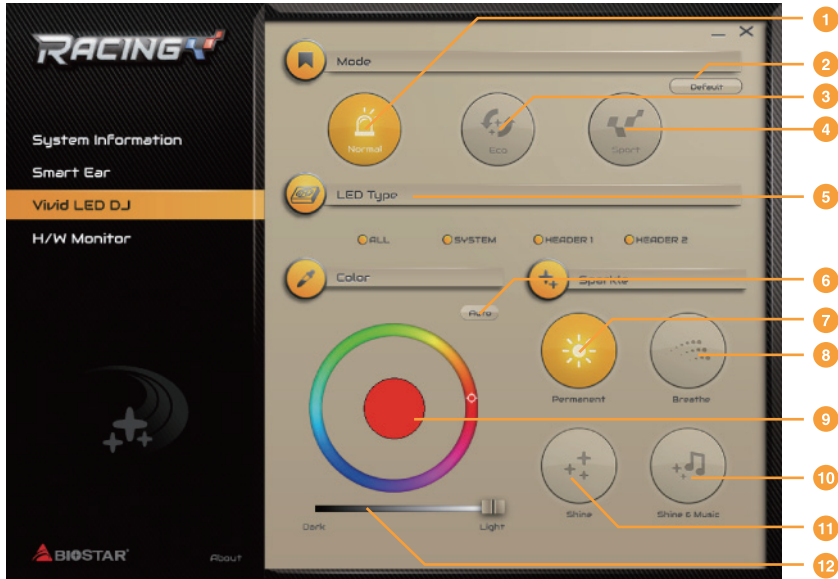 RACING
Mode
1
2
Default
3
Normal
Eco
Sport
4
System Information
Smart Ear
LED Type
5
Vivid LED DJ
H/W Monitor
ALL
SYSTEM
HEADER 1
HEADER 2
Color
Sparkle
6
Auto
7
8
Permanent
Breathe
9
10
Shine
Shine & Music
11
Dark
Light
BIOSTAR
About
12